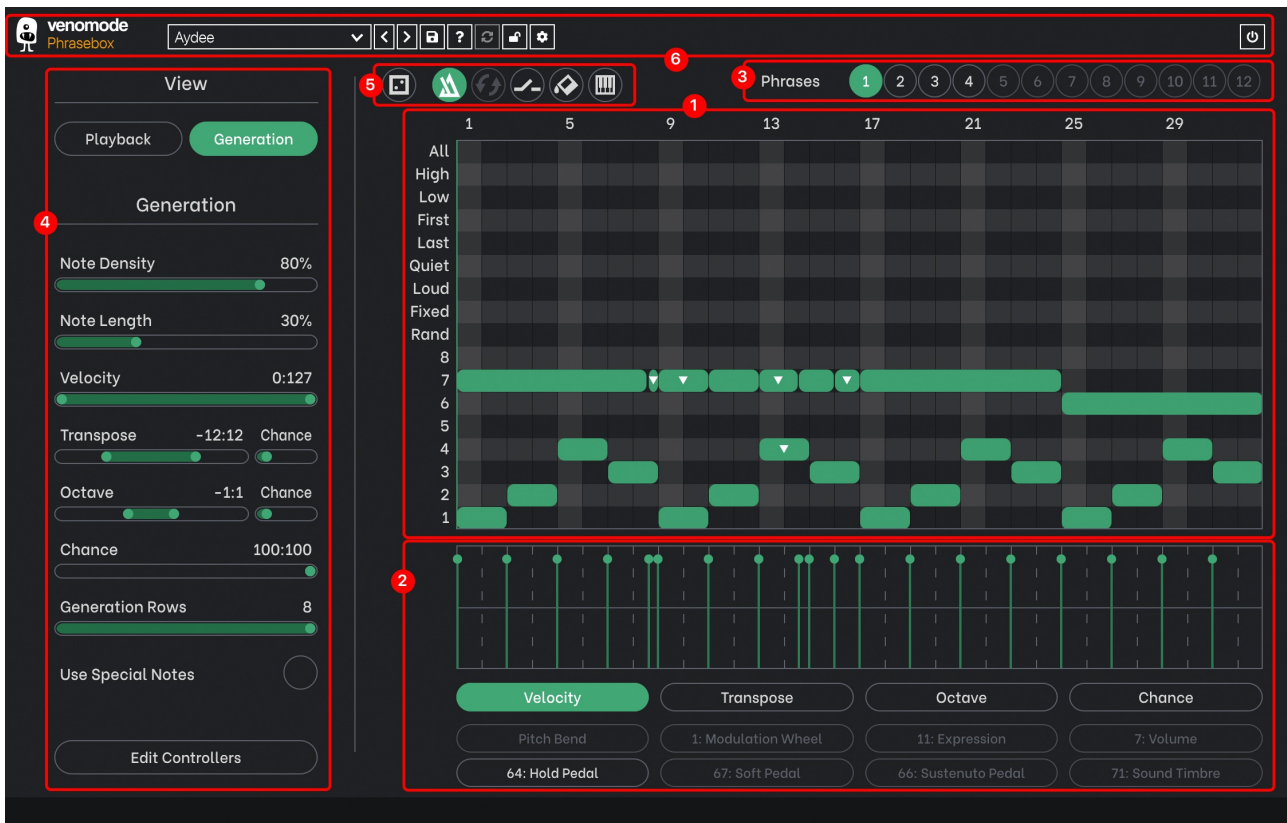 venomode
Phrasebox
Aydee
?
6
View
5
3
Phrases
1 2 3 4 5 6 7 8 9 10 11 12
Playback
Generation
1
1 5 9 13 17 21 25 29
All
High
Low
First
Last
Quiet
Loud
Fixed
Rand
8
7
6
5
4
3
2
1
4
Generation
Note Density 80%
Note Length 30%
Velocity 0:127
Transpose -12:12 Chance
Octave -1:1 Chance
Chance 100:100
Generation Rows 8
Use Special Notes
Edit Controllers
2
Velocity Transpose Octave Chance
Pitch Bend 1: Modulation Wheel 11: Expression 7: Volume
64: Hold Pedal 67: Soft Pedal 66: Sustenuto Pedal 71: Sound Timbre